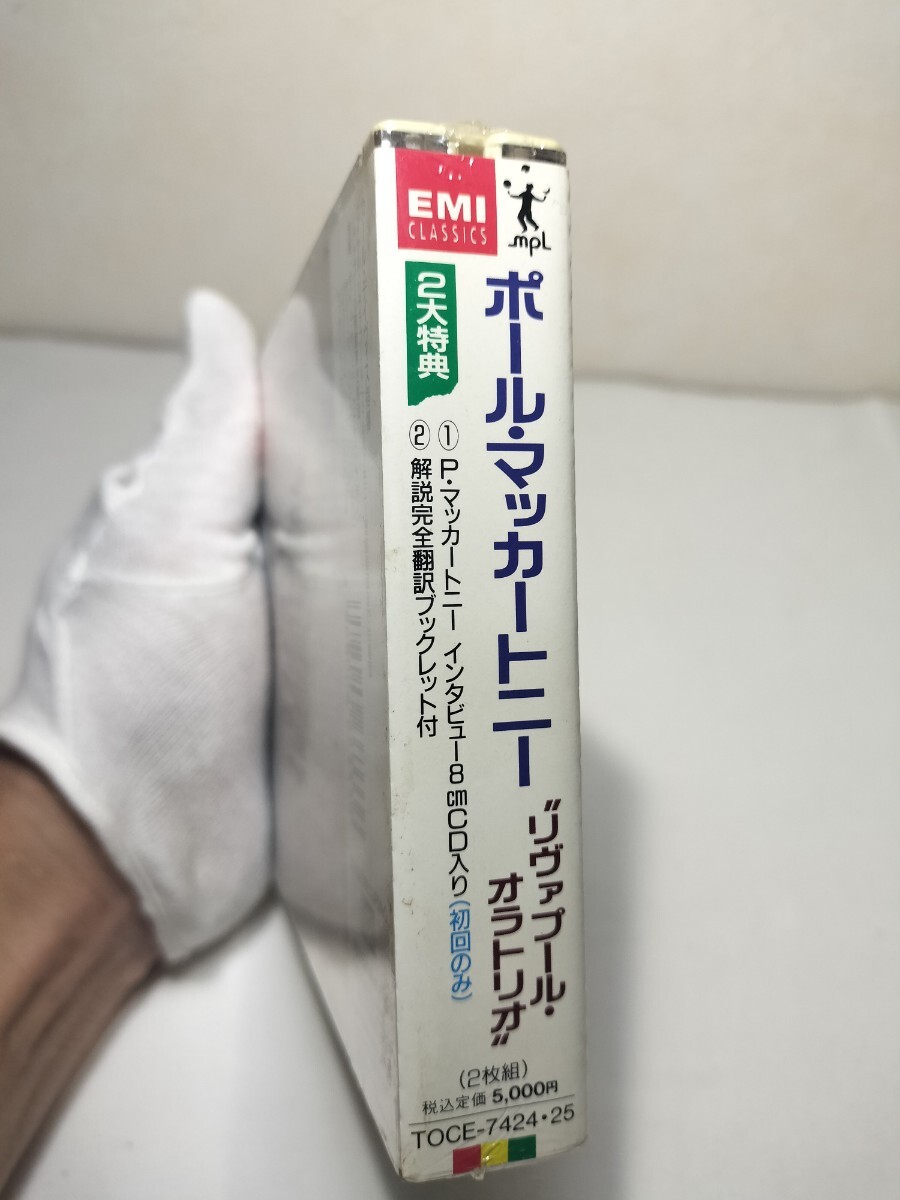 EMI
CLASSICS
mpL
ポール・マッカートニー
"リヴァプール・
オラトリオ"
2大特典
① P・マッカートニー インタビュー8cmCD入り(初回のみ)
② 解説完全翻訳ブックレット付
(2枚組)
税込定価 5,000円
TOCE-7424・25